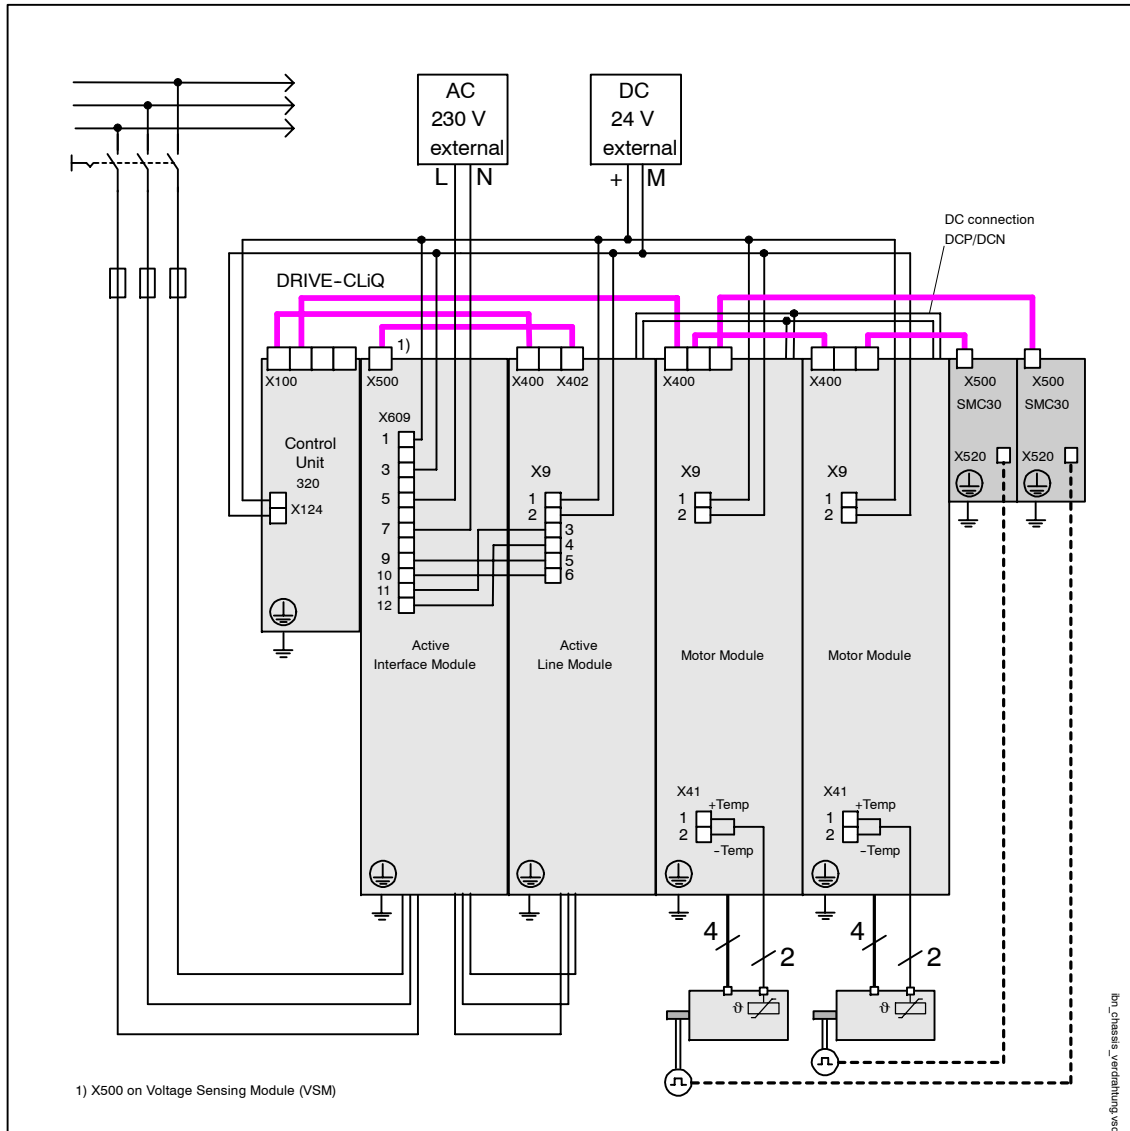 AC
230 V
external
DC
24 V
external
L N
+ M
DC connection
DCP/DCN
DRIVE-CLiQ
1)
X100
X500
X400 X402
X400
X400
X500
SMC30
X500
SMC30
Control
Unit
320
X124
X609
1
3
5
7
9
10
11
12
X9
1
2
3
4
5
6
X9
1
2
X9
1
2
X520
X520
Active
Interface Module
Active
Line Module
Motor Module
Motor Module
X41
+Temp
1
2
-Temp
X41
+Temp
1
2
-Temp
4
2
4
2
ϑ
ϑ
1) X500 on Voltage Sensing Module (VSM)
ibn_chassis_verdrahtung.vsd